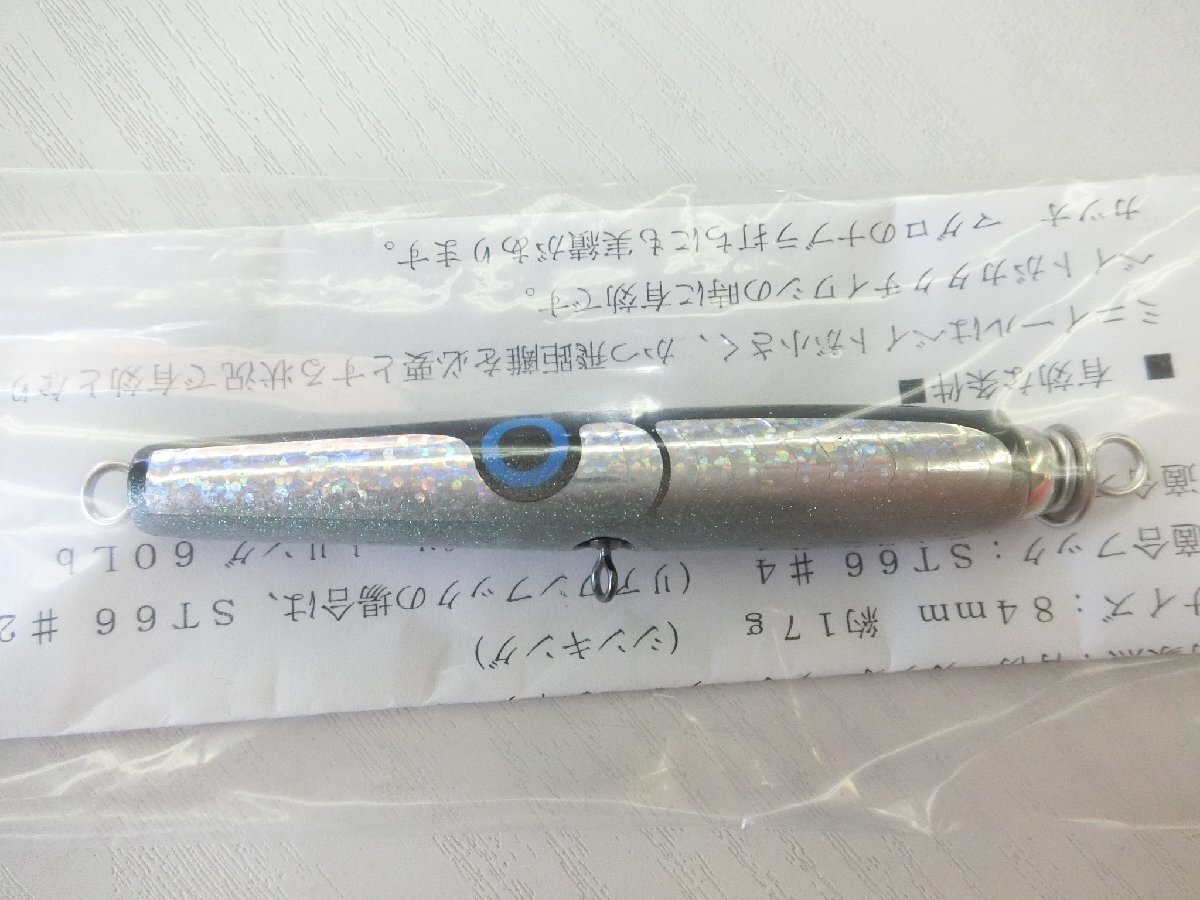 (シンキング)
サイズ：84mm 約17g
(リアワンフックの場合は、ST66 #2
適合フック：ST66 #4
リング 60Lb
適合
■ 有効な条件 ■
ミニイールはベイトが小さく、かつ飛距離を必要とする状況で有効となり
ベイトがカタクチイワシの時に有効です。
カツオ マグロのナブラ打ちにも実績があります。